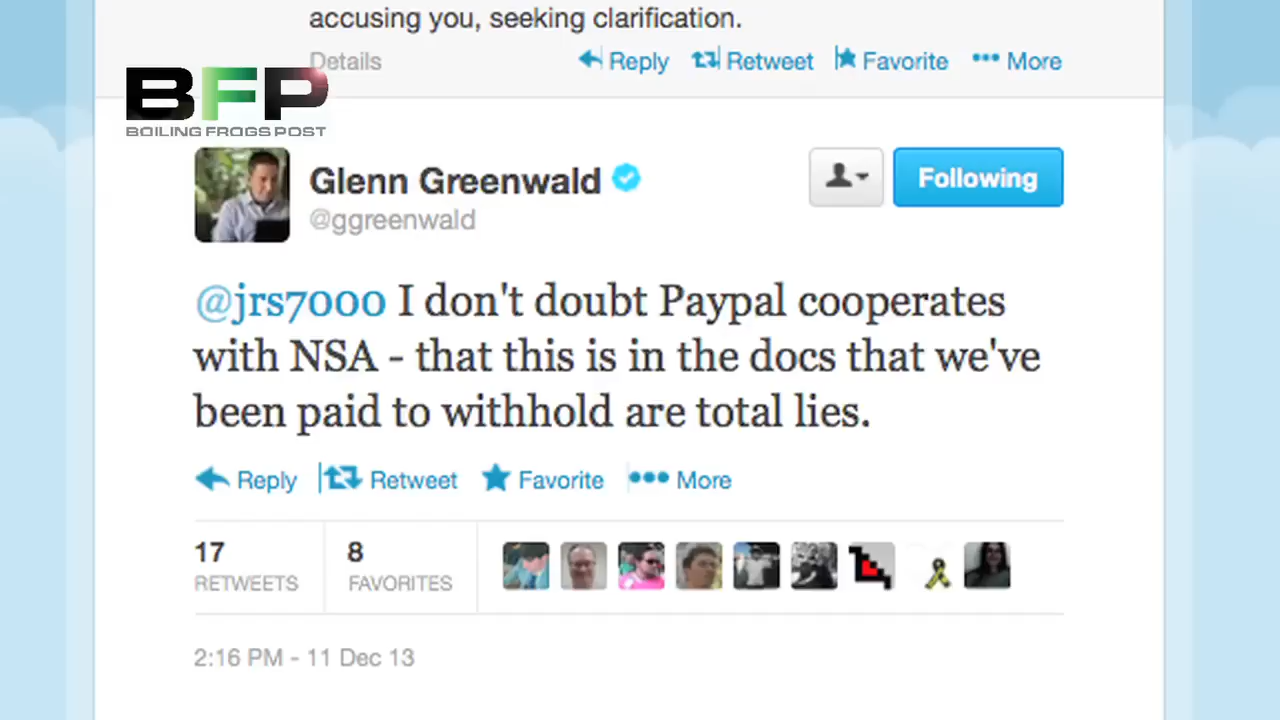 accusing you, seeking clarification.
Details Reply Retweet Favorite More
BFP
BOILING FROGS POST
Glenn Greenwald Following
@ggreenwald
@jrs7000 I don't doubt Paypal cooperates
with NSA - that this is in the docs that we've
been paid to withhold are total lies.
Reply Retweet Favorite More
17 8
RETWEETS FAVORITES
2:16 PM - 11 Dec 13